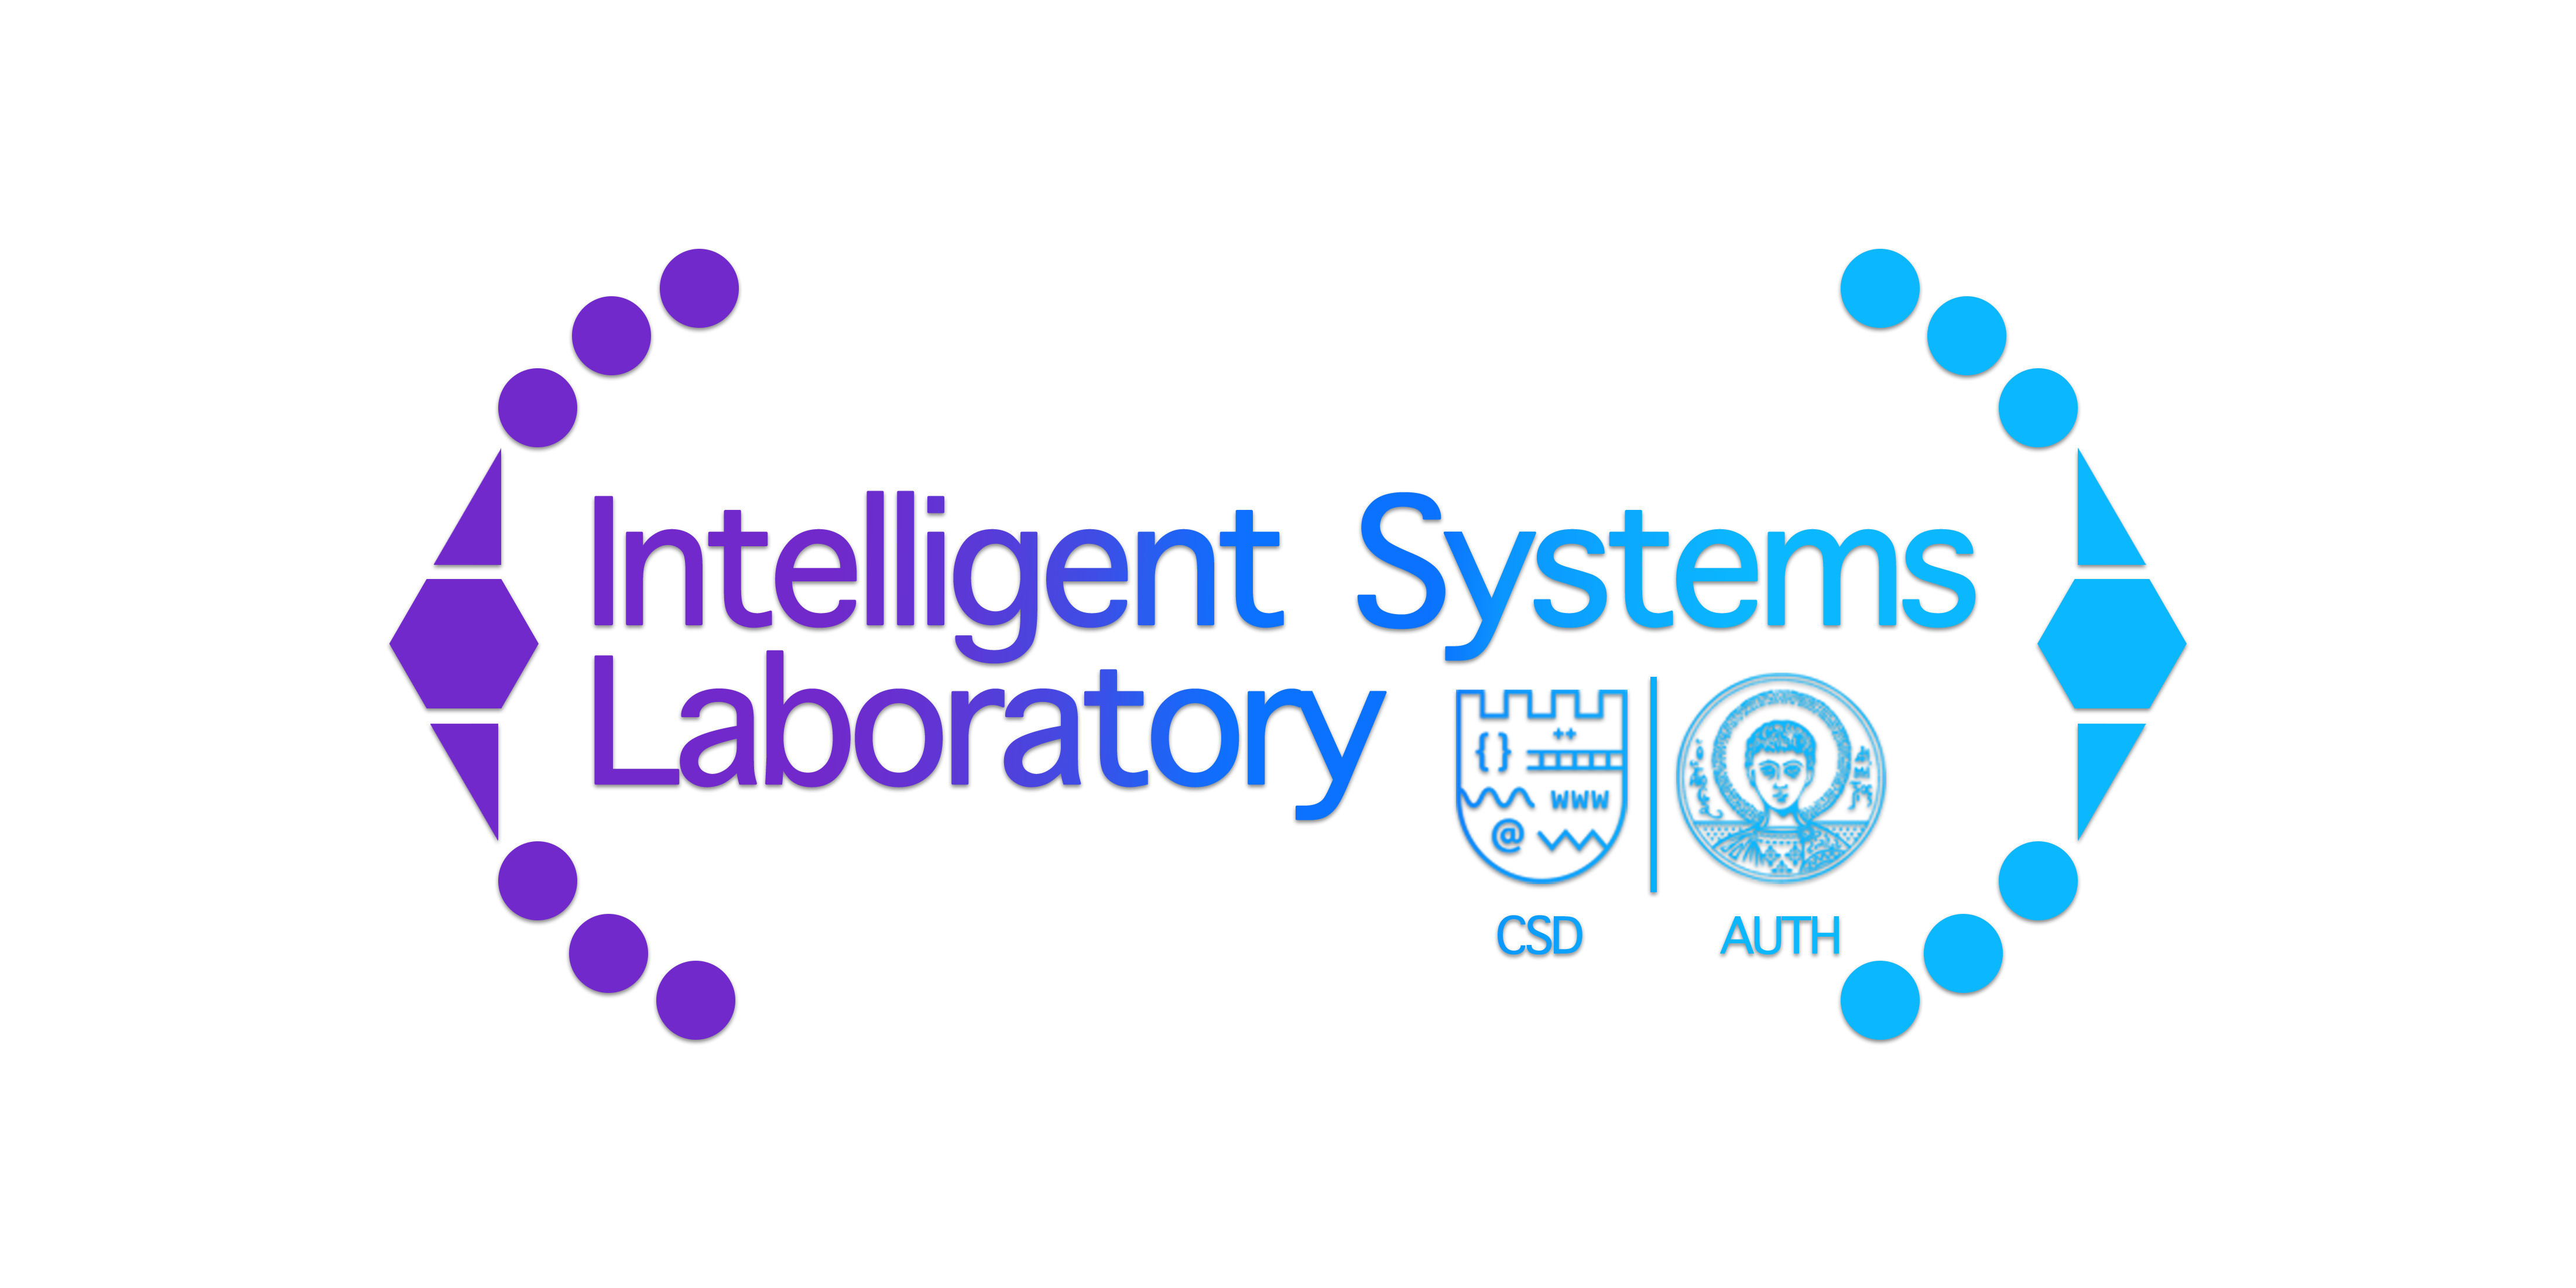 Intelligent Systems
Laboratory
{ }
++
www
@
CSD
AUTH